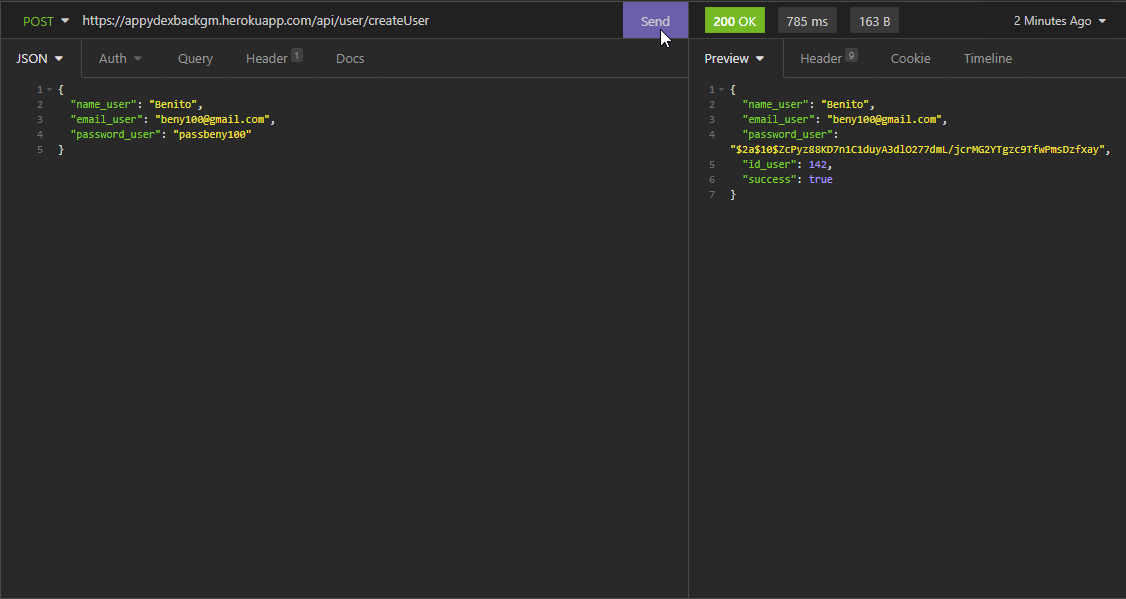 POST https://appydexbackgm.herokuapp.com/api/user/createUser Send 200 OK 785 ms 163 B 2 Minutes Ago
JSON Auth Query Header 1 Docs
1 {
2 "name_user": "Benito",
3 "email_user": "beny100@gmail.com",
4 "password_user": "passbeny100"
5 }
Preview Header 9 Cookie Timeline
1 {
2 "name_user": "Benito",
3 "email_user": "beny100@gmail.com",
4 "password_user":
"$2a$10$ZcPyz88KD7n1C1duyA3dlO277dmL/jcrMG2YTgzc9TfwPmsDzfxay",
5 "id_user": 142,
6 "success": true
7 }